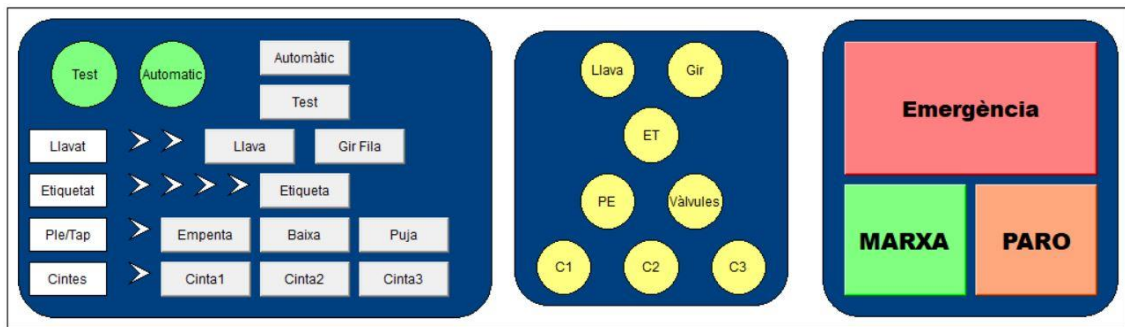 Test
Automatic
Automàtic
Test
Llavat
Llava
Gir Fila
Etiquetat
Etiqueta
Ple/Tap
Empenta
Baixa
Puja
Cintes
Cinta1
Cinta2
Cinta3
Llava
Gir
ET
PE
Vàlvules
C1
C2
C3
Emergència
MARXA
PARO